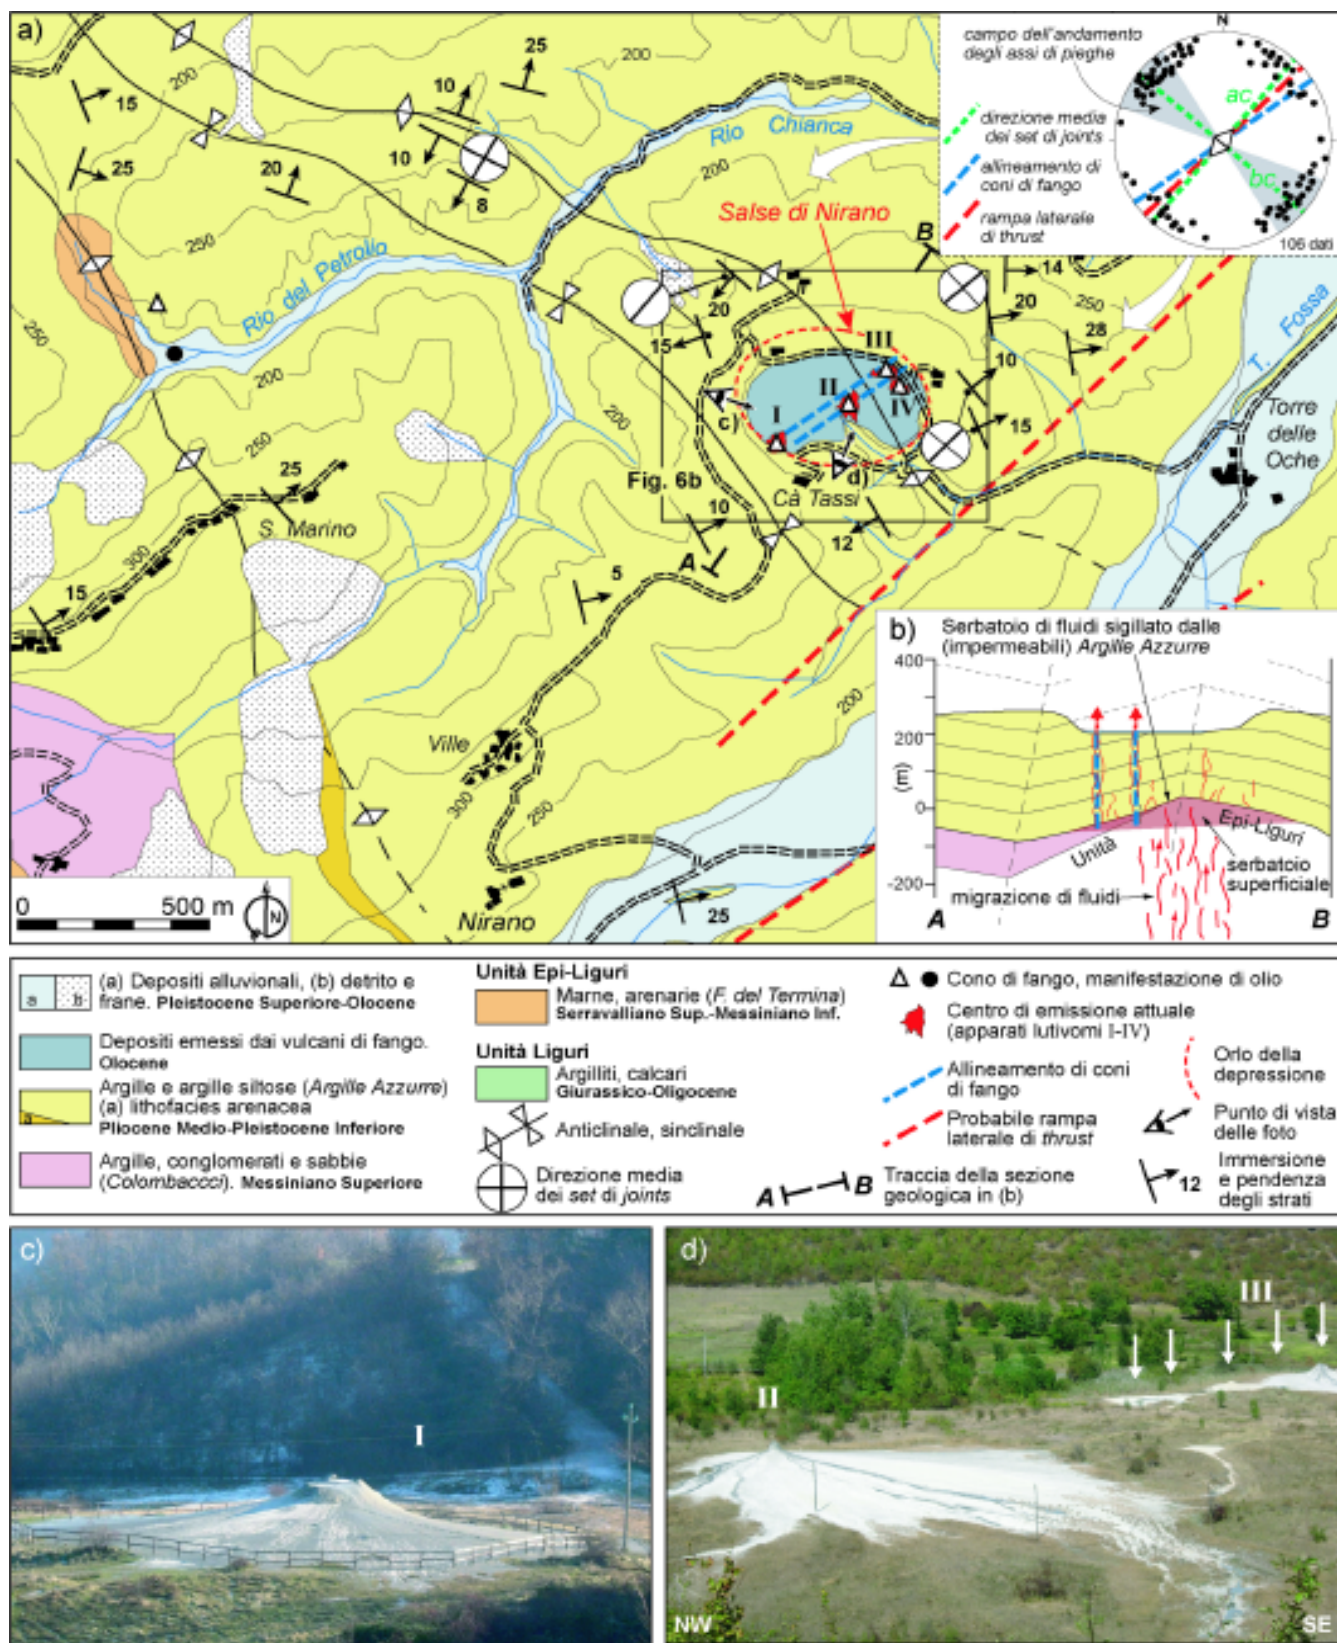 a)
N
campo dell'andamento
degli assi di pieghe
direzione media
dei set di joints
allineamento di
coni di fango
rampa laterale
di thrust
ac
bc
106 dati
25
200
15
10
25
20
10
8
250
Rio Chianca
200
Rio del Petrolio
Salse di Nirano
B
14
250
20
20
28
15
10
15
III
II
IV
I
c)
d)
Fig. 6b
Cà Tassi
T. Fossa
Torre
delle
Oche
250
200
200
25
S. Marino
300
15
10
A
12
5
200
Ville
300
250
Nirano
25
0 500 m
N
b)
Serbatoio di fluidi sigillato dalle
(impermeabili) Argille Azzurre
400
200
(m)
0
-200
Unità
Epi-Liguri
serbatoio
superficiale
migrazione di fluidi
A
B
a
b
(a) Depositi alluvionali, (b) detrito e
frane. Pleistocene Superiore-Olocene
Depositi emessi dai vulcani di fango.
Olocene
a
Argille e argille siltose (Argille Azzurre)
(a) lithofacies arenacea
Pliocene Medio-Pleistocene Inferiore
Argille, conglomerati e sabbie
(Colombaccci). Messiniano Superiore
Unità Epi-Liguri
Marne, arenarie (F. del Termina)
Serravalliano Sup.-Messiniano Inf.
Unità Liguri
Argilliti, calcari
Giurassico-Oligocene
Anticlinale, sinclinale
Direzione media
dei set di joints
Cono di fango, manifestazione di olio
Centro di emissione attuale
(apparati lutivomi I-IV)
Allineamento di coni
di fango
Probabile rampa
laterale di thrust
A B
Traccia della sezione
geologica in (b)
Orlo della
depressione
Punto di vista
delle foto
12
Immersione
e pendenza
degli strati
c)
I
d)
III
II
NW
SE